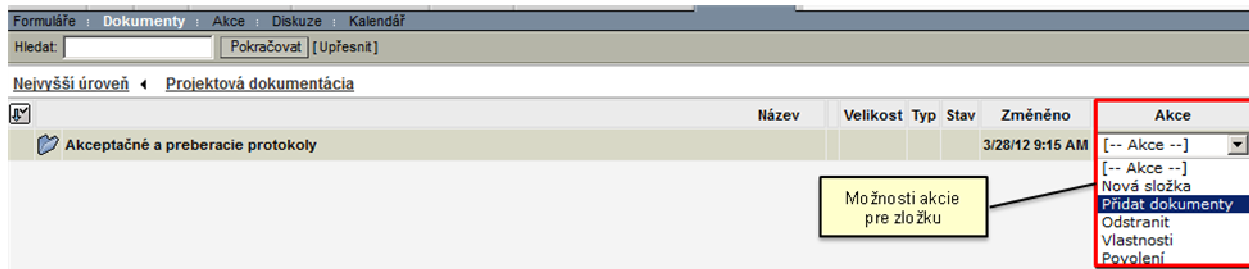 Formuláře : Dokumenty : Akce : Diskuze : Kalendář
Hledat: Pokračovat [ Upřesnit ]
Nejvyšší úroveň Projektová dokumentácia
Název Velikost Typ Stav Změněno Akce
Akceptačné a preberacie protokoly 3/28/12 9:15 AM [-- Akce --]
[-- Akce --]
Nová složka
Přidat dokumenty
Odstranit
Vlastnosti
Povolení
Možnosti akcie
pre zložku